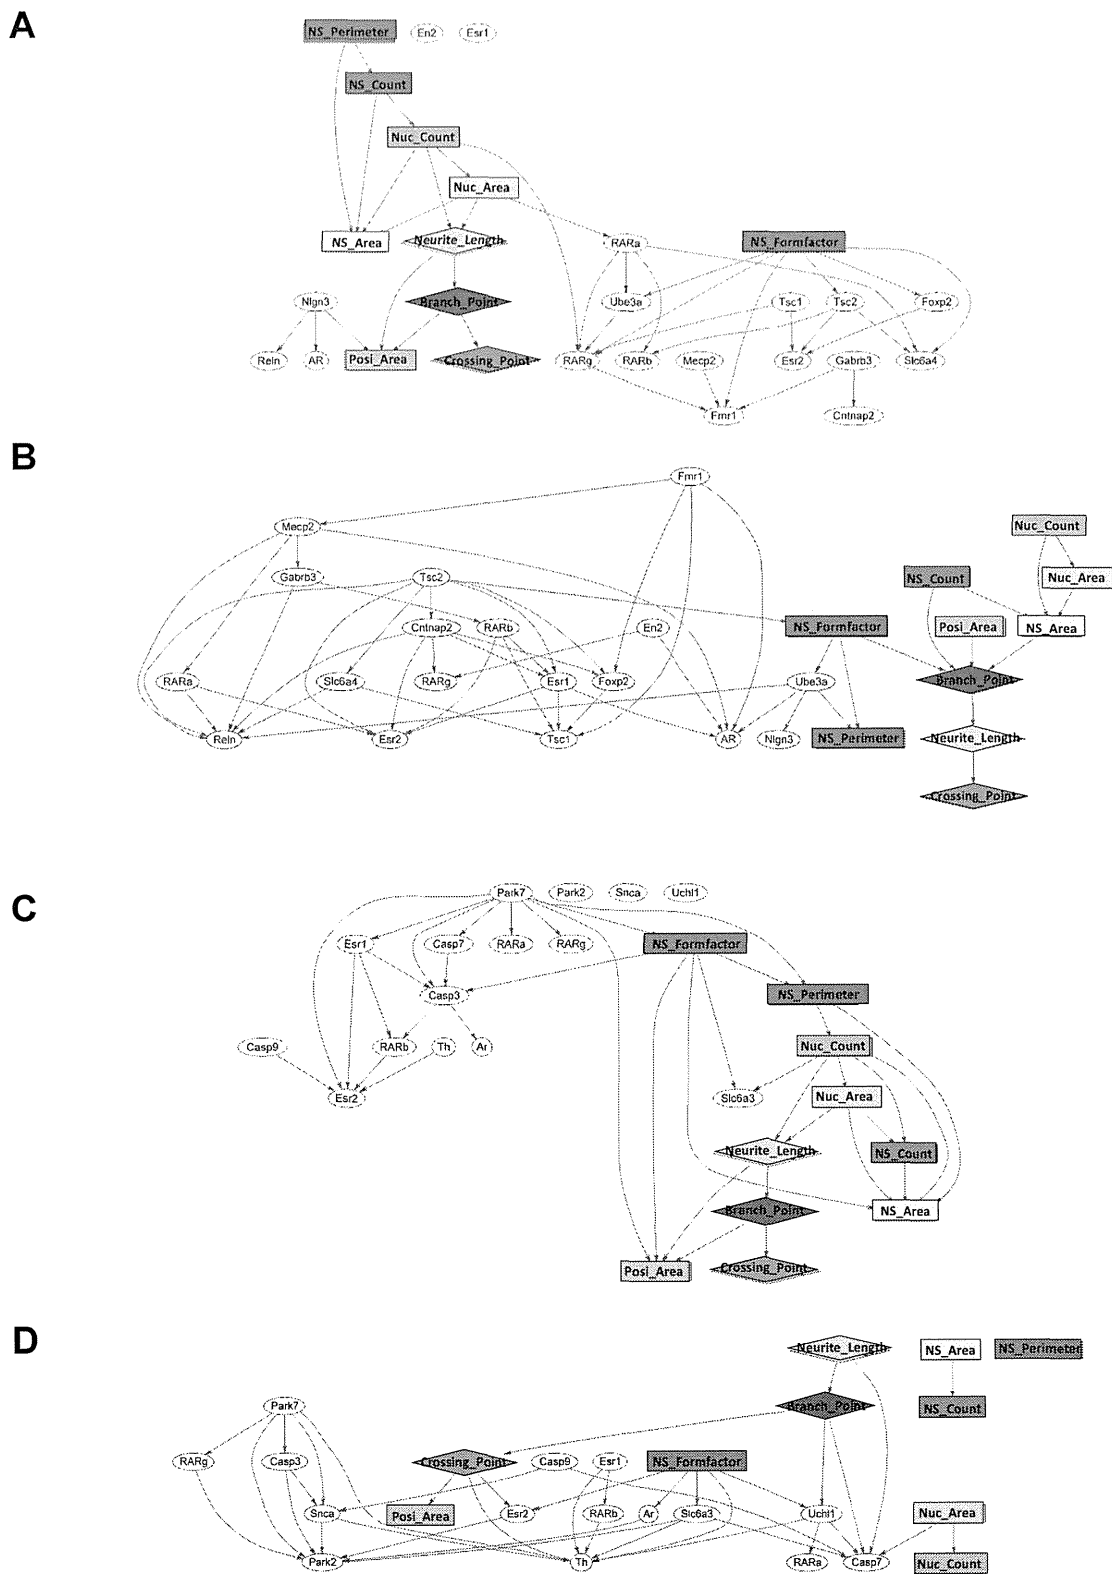 A
NS_Perimeter En2 Esr1
NS_Count
Nuc_Count
Nuc_Area
NS_Area Neurite_Length RARa NS_Formfactor
Nlgn3 Branch_Point Ube3a Tsc1 Tsc2 Foxp2
Reln AR Posi_Area Crossing_Point RARg RARb Mecp2 Esr2 Gabrb3 Slc6a4
Fmr1 Cntnap2
B
Fmr1
Mecp2 Nuc_Count
Gabrb3 Tsc2 NS_Count Nuc_Area
Cntnap2 RARb En2 NS_Formfactor Posi_Area NS_Area
RARa Slc6a4 RARg Esr1 Foxp2 Ube3a Branch_Point
Reln Esr2 Tsc1 AR Nlgn3 NS_Perimeter Neurite_Length
Crossing_Point
C
Park7 Park2 Snca Uchl1
Esr1 Casp7 RARa RARg NS_Formfactor
Casp3 NS_Perimeter
Casp9 RARb Th Ar Nuc_Count
Esr2 Slc6a3 Nuc_Area
Neurite_Length NS_Count
Branch_Point NS_Area
Posi_Area Crossing_Point
D
Neurite_Length NS_Area NS_Perimeter
Park7 Branch_Point NS_Count
RARg Casp3 Crossing_Point Casp9 Esr1 NS_Formfactor
Snca Posi_Area Esr2 RARb Ar Slc6a3 Uchl1 Nuc_Area
Park2 Th RARa Casp7 Nuc_Count